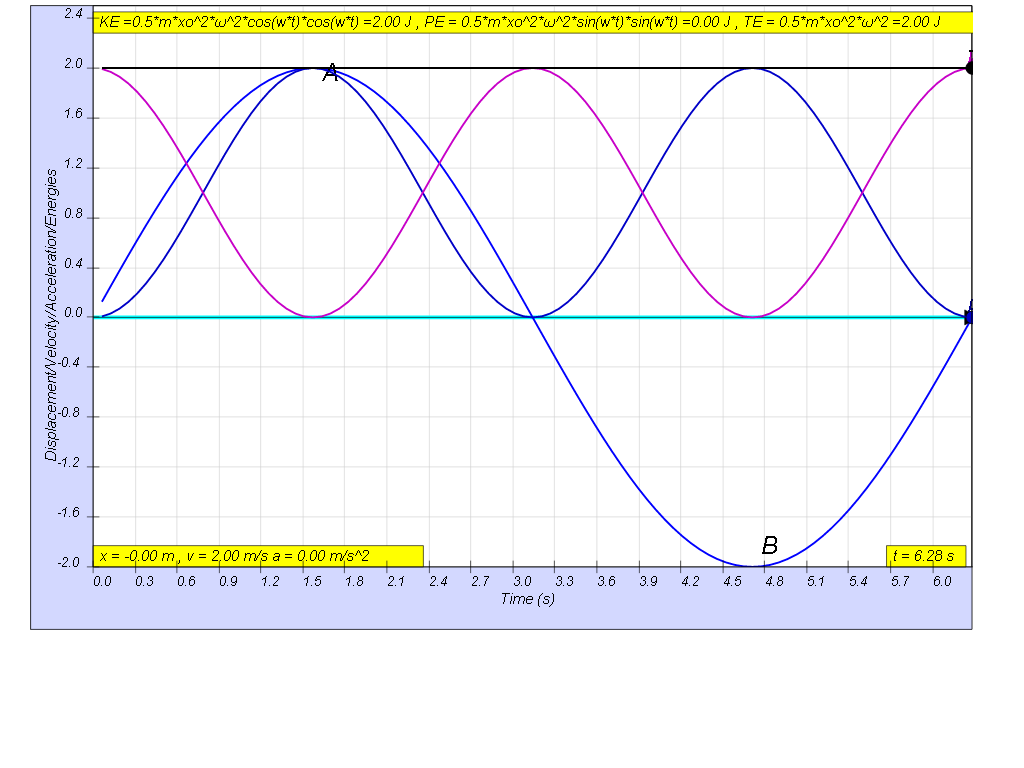 KE =0.5*m*xo^2*ω^2*cos(w*t)*cos(w*t) =2.00 J , PE = 0.5*m*xo^2*ω^2*sin(w*t)*sin(w*t) =0.00 J , TE = 0.5*m*xo^2*ω^2 =2.00 J
2.4
2.0
1.6
1.2
0.8
0.4
0.0
-0.4
-0.8
-1.2
-1.6
-2.0
Displacement/Velocity/Acceleration/Energies
A
B
x = -0.00 m , v = 2.00 m/s a = 0.00 m/s^2
t = 6.28 s
0.0 0.3 0.6 0.9 1.2 1.5 1.8 2.1 2.4 2.7 3.0 3.3 3.6 3.9 4.2 4.5 4.8 5.1 5.4 5.7 6.0
Time (s)